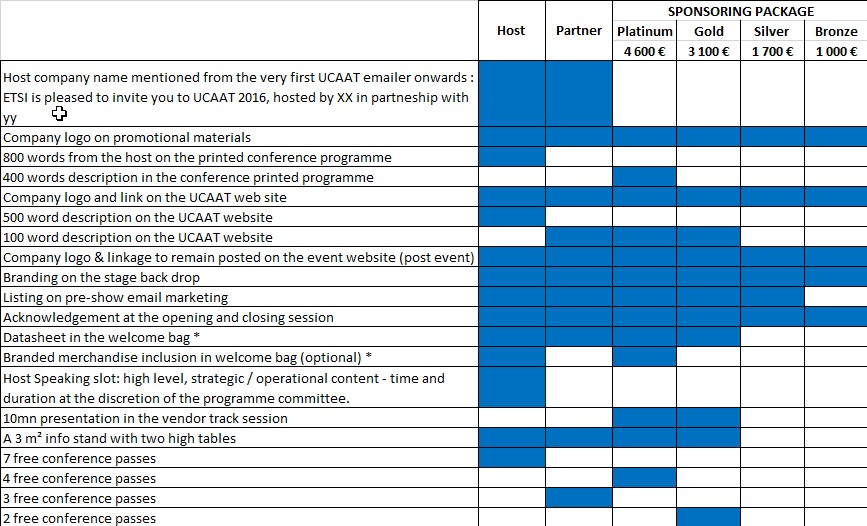 SPONSORING PACKAGE
Host Partner Platinum Gold Silver Bronze
4 600 € 3 100 € 1 700 € 1 000 €
Host company name mentioned from the very first UCAAT emailer onwards :
ETSI is pleased to invite you to UCAAT 2016, hosted by XX in partneship with
yy
Company logo on promotional materials
800 words from the host on the printed conference programme
400 words description in the conference printed programme
Company logo and link on the UCAAT web site
500 word description on the UCAAT website
100 word description on the UCAAT website
Company logo & linkage to remain posted on the event website (post event)
Branding on the stage back drop
Listing on pre-show email marketing
Acknowledgement at the opening and closing session
Datasheet in the welcome bag *
Branded merchandise inclusion in welcome bag (optional) *
Host Speaking slot: high level, strategic / operational content - time and
duration at the discretion of the programme committee.
10mn presentation in the vendor track session
A 3 m² info stand with two high tables
7 free conference passes
4 free conference passes
3 free conference passes
2 free conference passes